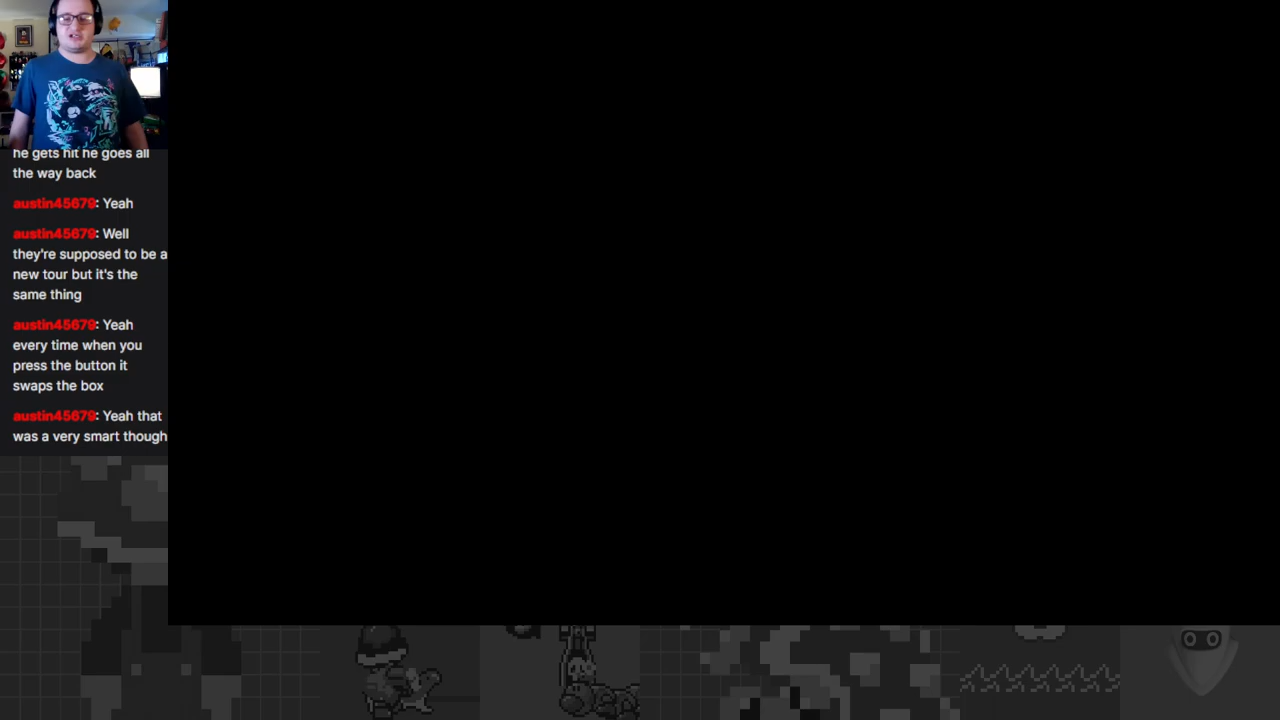 he gets hit he goes all
the way back
austin45679: Yeah
austin45679: Well
they're supposed to be a
new tour but it's the
same thing
austin45679: Yeah
every time when you
press the button it
swaps the box
austin45679: Yeah that
was a very smart though